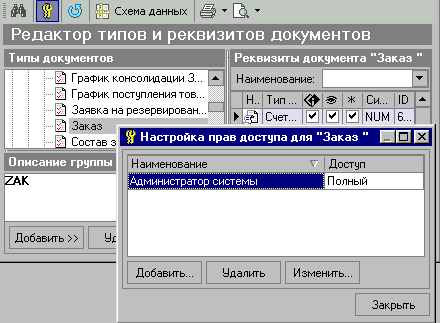 Схема данных
Редактор типов и реквизитов документов
Типы документов
График консолидации З...
График поступления тов...
Заявка на резервирован...
Заказ
Состав з
Описание группы
ZAK
Добавить >>
Реквизиты документа "Заказ "
Наименование:
Н.. Тип ... * Си... ID
Счет... NUM 6...
Настройка прав доступа для "Заказ "
Наименование Доступ
Администратор системы Полный
Добавить... Удалить Изменить...
Закрыть